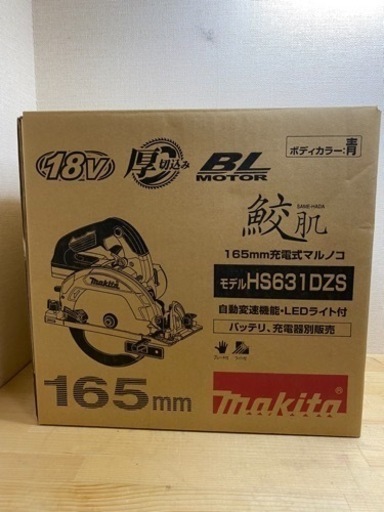 18V
厚切込み
BL
MOTOR
ボディカラー:青
SAME-HADA
鮫肌
165mm充電式マルノコ
モデルHS631DZS
自動変速機能・LEDライト付
バッテリ、充電器別販売
makita
165mm
makita